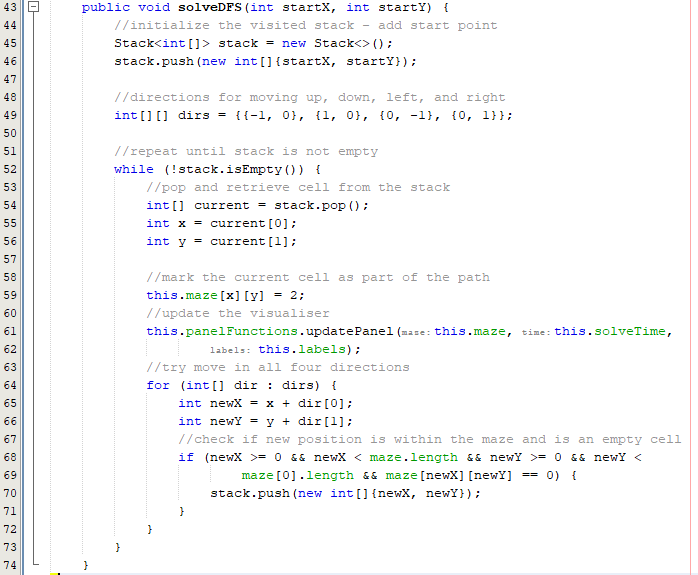 43 public void solveDFS(int startX, int startY) {
44 //initialize the visited stack - add start point
45 Stack<int[]> stack = new Stack<>();
46 stack.push(new int[]{startX, startY});
47
48 //directions for moving up, down, left, and right
49 int[][] dirs = {{-1, 0}, {1, 0}, {0, -1}, {0, 1}};
50
51 //repeat until stack is not empty
52 while (!stack.isEmpty()) {
53 //pop and retrieve cell from the stack
54 int[] current = stack.pop();
55 int x = current[0];
56 int y = current[1];
57
58 //mark the current cell as part of the path
59 this.maze[x][y] = 2;
60 //update the visualiser
61 this.panelFunctions.updatePanel(maze: this.maze, time: this.solveTime,
62 labels: this.labels);
63 //try move in all four directions
64 for (int[] dir : dirs) {
65 int newX = x + dir[0];
66 int newY = y + dir[1];
67 //check if new position is within the maze and is an empty cell
68 if (newX >= 0 && newX < maze.length && newY >= 0 && newY <
69 maze[0].length && maze[newX][newY] == 0) {
70 stack.push(new int[]{newX, newY});
71 }
72 }
73 }
74 }